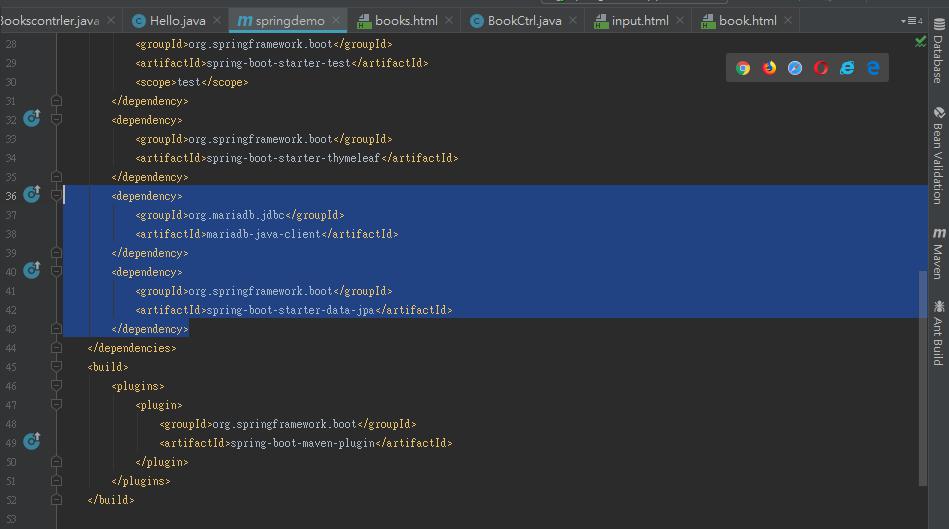 Bookscontrler.java
Hello.java
springdemo
books.html
BookCtrl.java
input.html
book.html
4
28 <groupId>org.springframework.boot</groupId>
29 <artifactId>spring-boot-starter-test</artifactId>
30 <scope>test</scope>
31 </dependency>
32 <dependency>
33 <groupId>org.springframework.boot</groupId>
34 <artifactId>spring-boot-starter-thymeleaf</artifactId>
35 </dependency>
36 <dependency>
37 <groupId>org.mariadb.jdbc</groupId>
38 <artifactId>mariadb-java-client</artifactId>
39 </dependency>
40 <dependency>
41 <groupId>org.springframework.boot</groupId>
42 <artifactId>spring-boot-starter-data-jpa</artifactId>
43 </dependency>
44 </dependencies>
45 <build>
46 <plugins>
47 <plugin>
48 <groupId>org.springframework.boot</groupId>
49 <artifactId>spring-boot-maven-plugin</artifactId>
50 </plugin>
51 </plugins>
52 </build>
53
Database
Bean Validation
Maven
Ant Build